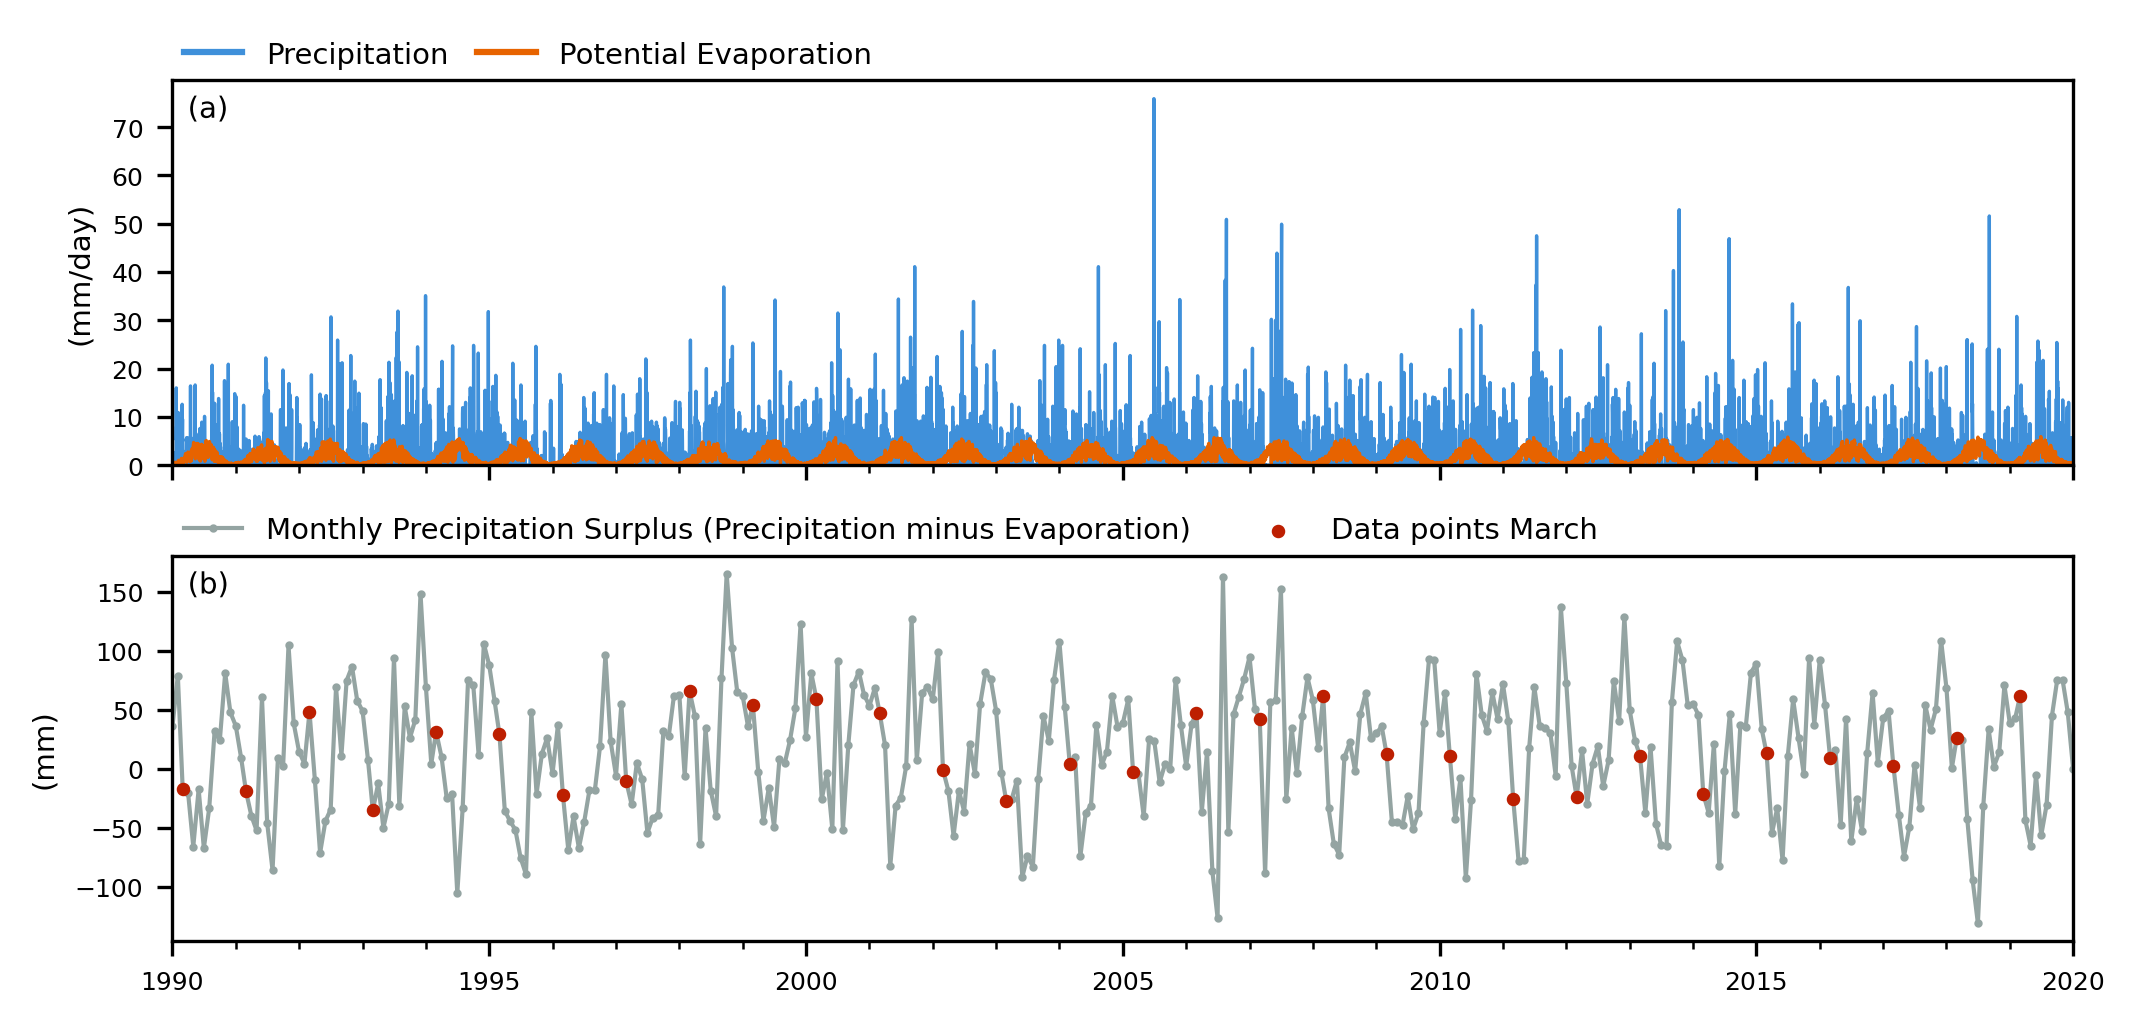 Precipitation Potential Evaporation
(a)
70
60
50
40
30
20
10
0
(mm/day)
Monthly Precipitation Surplus (Precipitation minus Evaporation) Data points March
(b)
150
100
50
0
−50
−100
(mm)
1990 1995 2000 2005 2010 2015 2020